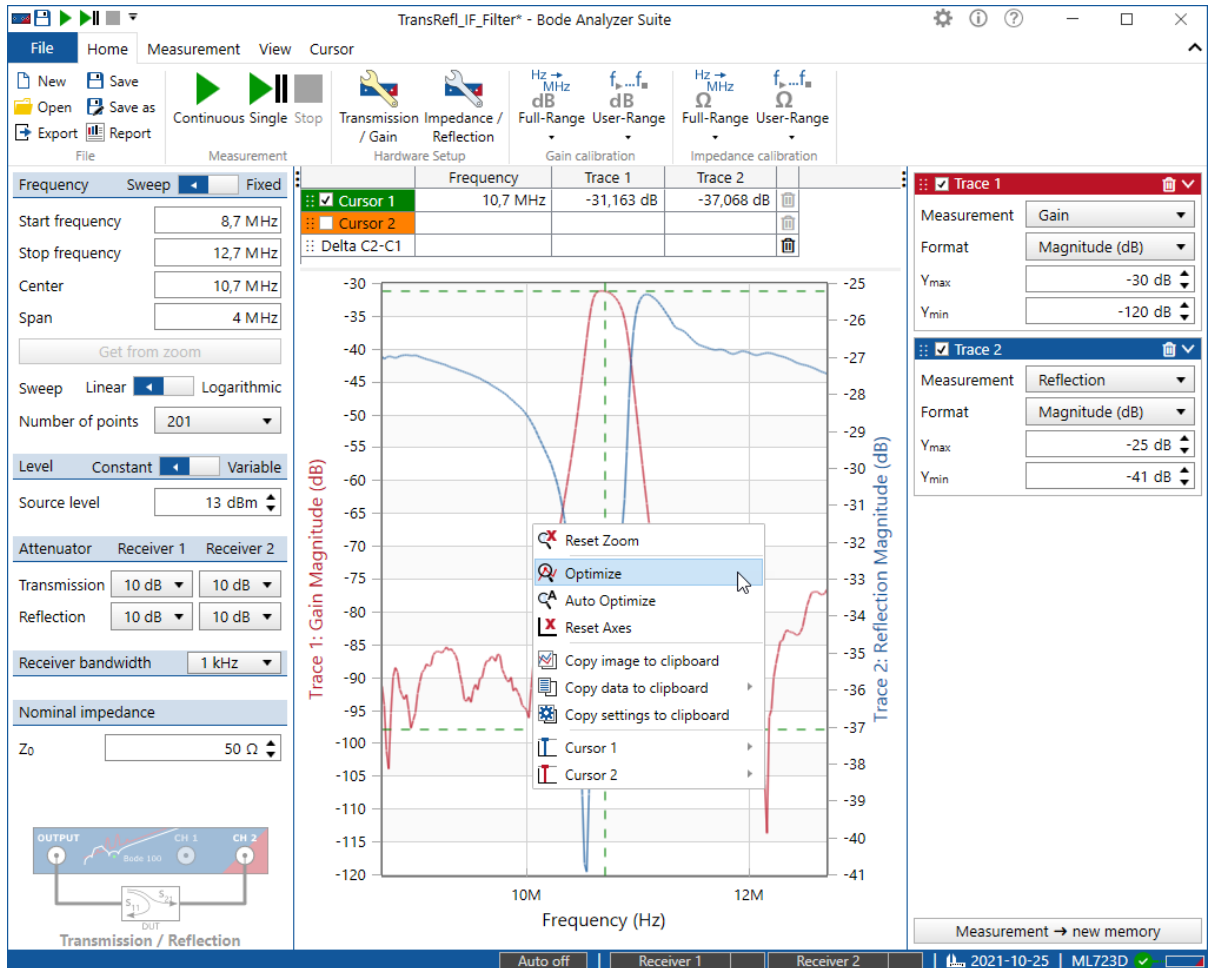 TransRefl_IF_Filter* - Bode Analyzer Suite
File Home Measurement View Cursor
New Save
Open Save as
Export Report
File
Continuous Single Stop
Measurement
Transmission / Gain
Impedance / Reflection
Hardware Setup
Hz → MHz
dB
Full-Range
f▸...f■
dB
User-Range
Gain calibration
Hz → MHz
Ω
Full-Range
f▸...f■
Ω
User-Range
Impedance calibration
Frequency Sweep Fixed
Start frequency 8,7 MHz
Stop frequency 12,7 MHz
Center 10,7 MHz
Span 4 MHz
Get from zoom
Sweep Linear Logarithmic
Number of points 201
Level Constant Variable
Source level 13 dBm
Attenuator Receiver 1 Receiver 2
Transmission 10 dB 10 dB
Reflection 10 dB 10 dB
Receiver bandwidth 1 kHz
Nominal impedance
Z0 50 Ω
OUTPUT CH 1 CH 2
Bode 100
S11 S21
DUT
Transmission / Reflection
Frequency Trace 1 Trace 2
Cursor 1 10,7 MHz -31,163 dB -37,068 dB
Cursor 2
Delta C2-C1
Trace 1: Gain Magnitude (dB)
-30
-35
-40
-45
-50
-55
-60
-65
-70
-75
-80
-85
-90
-95
-100
-105
-110
-115
-120
Reset Zoom
Optimize
Auto Optimize
Reset Axes
Copy image to clipboard
Copy data to clipboard
Copy settings to clipboard
Cursor 1
Cursor 2
-25
-26
-27
-28
-29
-30
-31
-32
-33
-34
-35
-36
-37
-38
-39
-40
-41
Trace 2: Reflection Magnitude (dB)
10M 12M
Frequency (Hz)
Trace 1
Measurement Gain
Format Magnitude (dB)
Ymax -30 dB
Ymin -120 dB
Trace 2
Measurement Reflection
Format Magnitude (dB)
Ymax -25 dB
Ymin -41 dB
Measurement → new memory
Auto off Receiver 1 Receiver 2 2021-10-25 ML723D